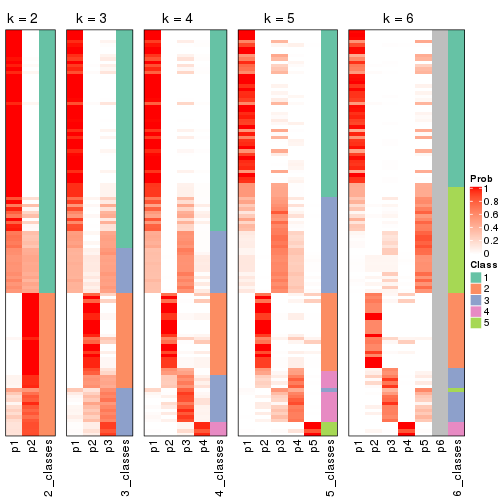 k = 2
k = 3
k = 4
k = 5
k = 6
p1
p2
2_classes
p1
p2
p3
3_classes
p1
p2
p3
p4
4_classes
p1
p2
p3
p4
p5
5_classes
p1
p2
p3
p4
p5
p6
6_classes
Prob
1
0.8
0.6
0.4
0.2
0
Class
1
2
3
4
5